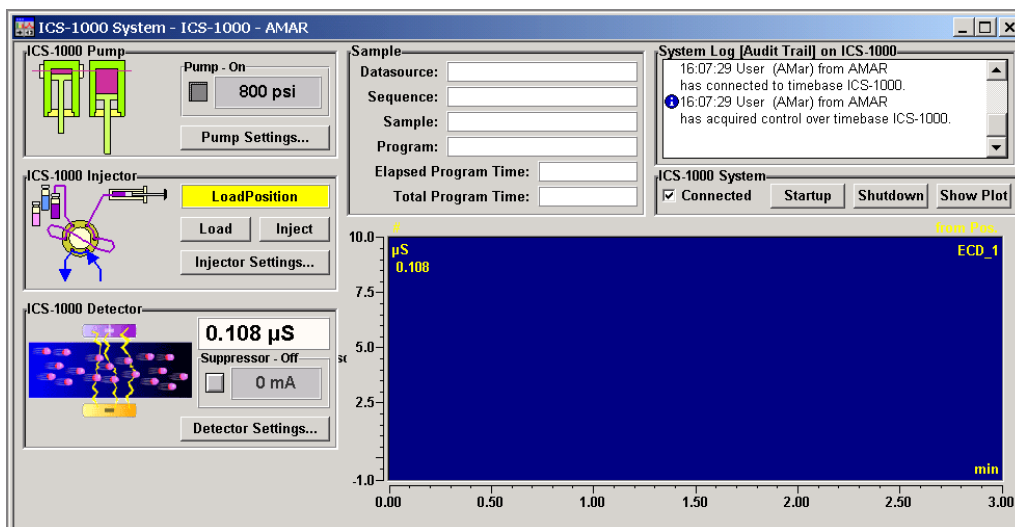 ICS-1000 System - ICS-1000 - AMAR
ICS-1000 Pump
Pump - On
800 psi
Pump Settings...
ICS-1000 Injector
LoadPosition
Load
Inject
Injector Settings...
ICS-1000 Detector
0.108 µS
Suppressor - Off
0 mA
Detector Settings...
Sample
Datasource:
Sequence:
Sample:
Program:
Elapsed Program Time:
Total Program Time:
System Log [Audit Trail] on ICS-1000
16:07:29 User (AMar) from AMAR
has connected to timebase ICS-1000.
16:07:29 User (AMar) from AMAR
has acquired control over timebase ICS-1000.
ICS-1000 System
Connected
Startup
Shutdown
Show Plot
# from Pos.
10.0
µS
ECD_1
0.108
7.5
5.0
2.5
min
-1.0
0.00 0.50 1.00 1.50 2.00 2.50 3.00